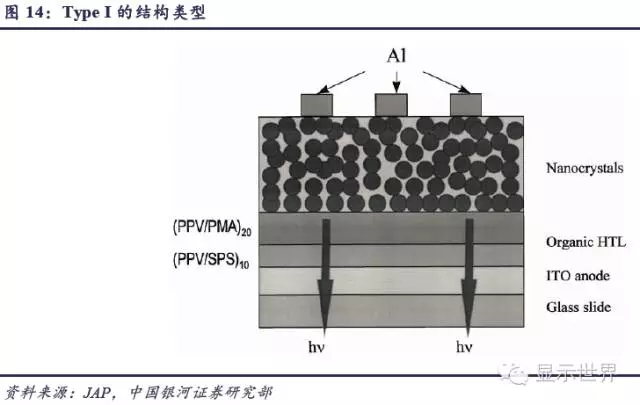 图 14：Type I 的结构类型
Al
Nanocrystals
(PPV/PMA)20
Organic HTL
(PPV/SPS)10
ITO anode
Glass slide
hν
hν
显示世界
资料来源：JAP，中国银河证券研究部